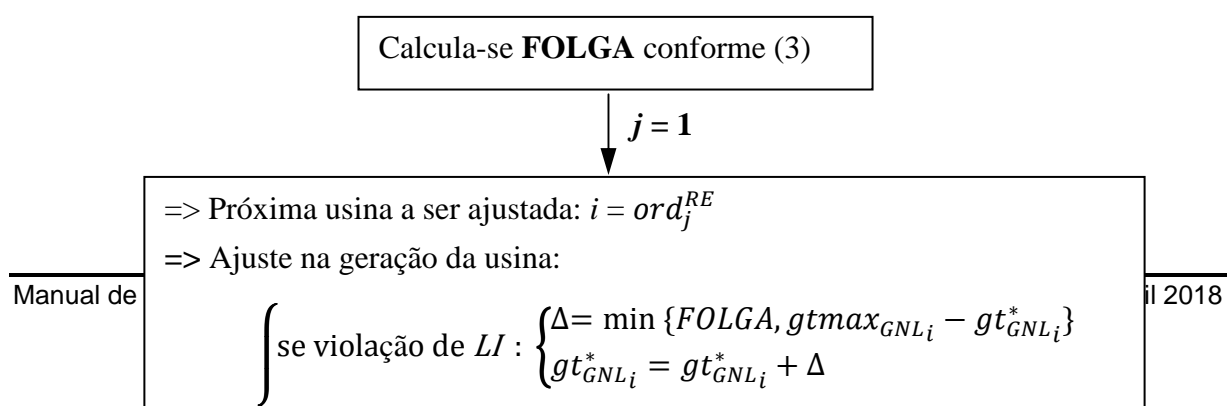 Calcula-se FOLGA conforme (3)
j = 1
=> Próxima usina a ser ajustada: i = ord_j^{RE}
=> Ajuste na geração da usina:
Manual de
il 2018
se violação de LI : { Δ= min {FOLGA, gtmax_{GNL_i} − gt^*_{GNL_i}}
gt^*_{GNL_i} = gt^*_{GNL_i} + Δ